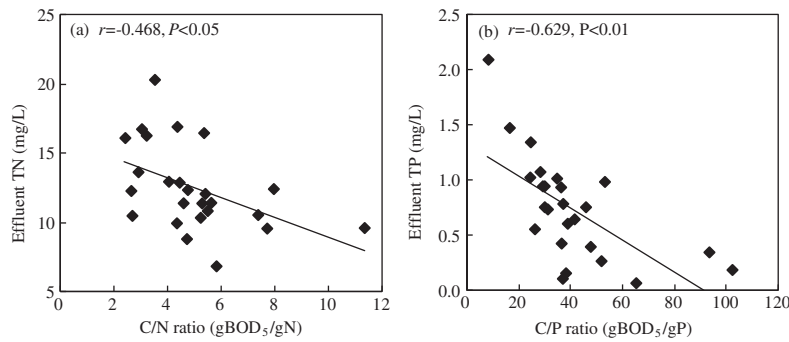 (a) r=-0.468, P<0.05
Effluent TN (mg/L)
25
20
15
10
5
0 2 4 6 8 10 12
C/N ratio (gBOD₅/gN)
(b) r=-0.629, P<0.01
Effluent TP (mg/L)
2.5
2.0
1.5
1.0
0.5
0.0
0 20 40 60 80 100 120
C/P ratio (gBOD₅/gP)